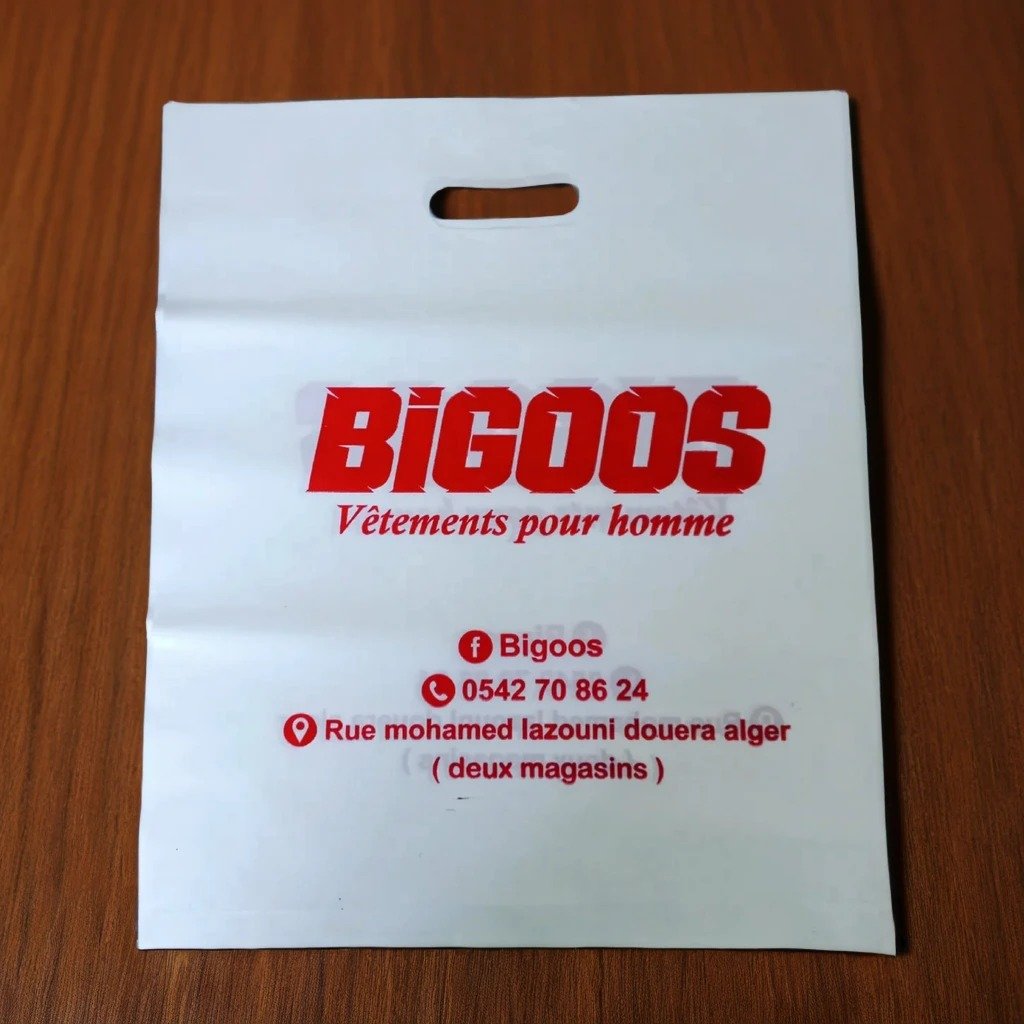 BiGOOS
Vêtements pour homme
Bigoos
0542 70 86 24
Rue mohamed lazouni douera alger
( deux magasins )